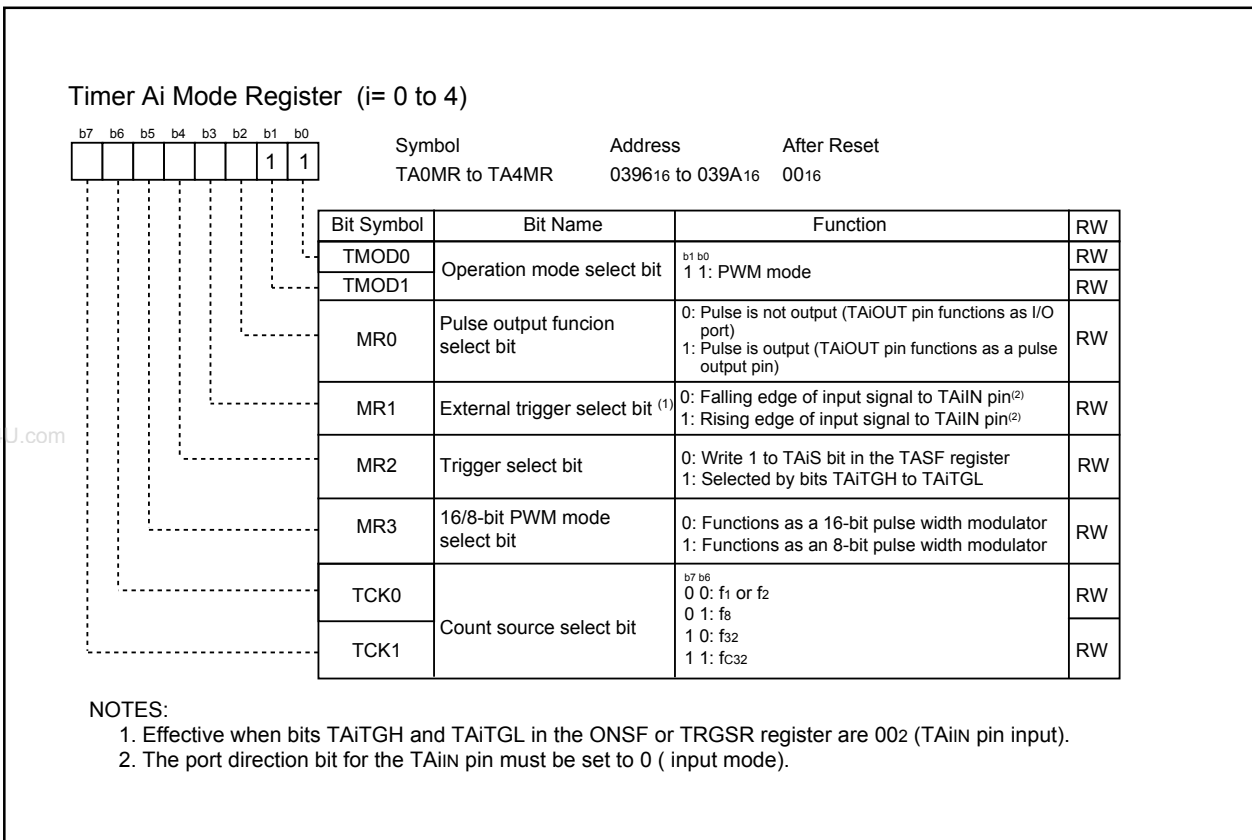 Timer Ai Mode Register (i= 0 to 4)
b7 b6 b5 b4 b3 b2 b1 b0
1 1
Symbol Address After Reset
TA0MR to TA4MR 039616 to 039A16 0016
Bit Symbol Bit Name Function RW
TMOD0 Operation mode select bit b1 b0 RW
TMOD1 1 1: PWM mode RW
MR0 Pulse output funcion select bit 0: Pulse is not output (TAiOUT pin functions as I/O port) RW
1: Pulse is output (TAiOUT pin functions as a pulse output pin)
MR1 External trigger select bit (1) 0: Falling edge of input signal to TAiIN pin(2) RW
1: Rising edge of input signal to TAiIN pin(2)
MR2 Trigger select bit 0: Write 1 to TAiS bit in the TASF register RW
1: Selected by bits TAiTGH to TAiTGL
MR3 16/8-bit PWM mode select bit 0: Functions as a 16-bit pulse width modulator RW
1: Functions as an 8-bit pulse width modulator
TCK0 Count source select bit b7 b6 RW
0 0: f1 or f2
0 1: f8
TCK1 1 0: f32 RW
1 1: fC32
U.com
NOTES:
1. Effective when bits TAiTGH and TAiTGL in the ONSF or TRGSR register are 002 (TAiIN pin input).
2. The port direction bit for the TAiIN pin must be set to 0 ( input mode).